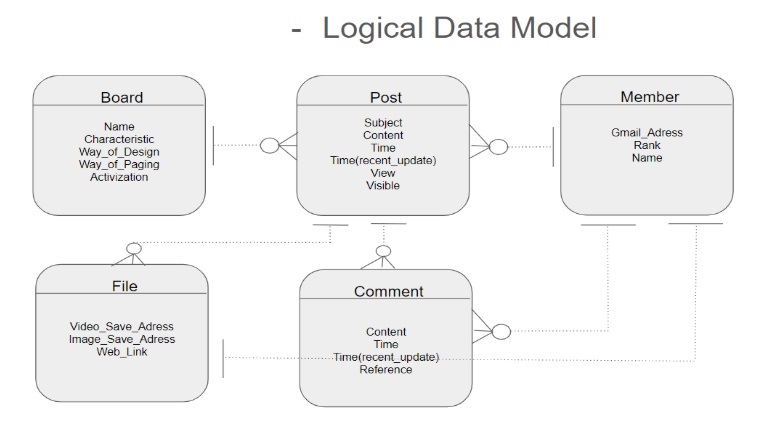 - Logical Data Model
Board
Name
Characteristic
Way_of_Design
Way_of_Paging
Activization
Post
Subject
Content
Time
Time(recent_update)
View
Visible
Member
Gmail_Adress
Rank
Name
File
Video_Save_Adress
Image_Save_Adress
Web_Link
Comment
Content
Time
Time(recent_update)
Reference